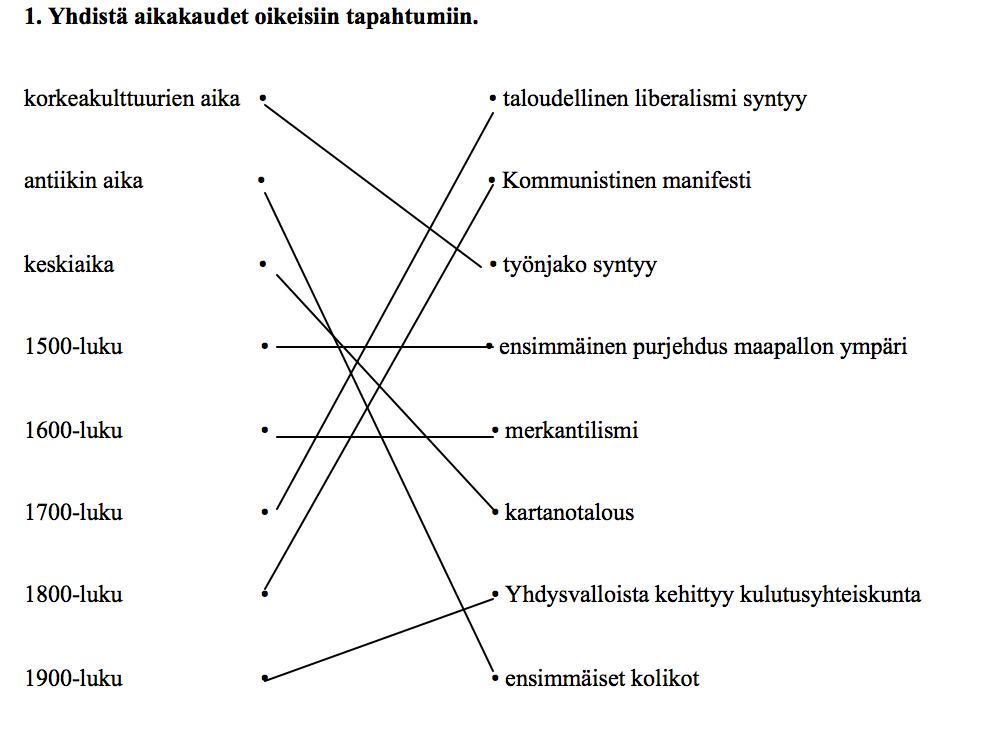 1. Yhdistä aikakaudet oikeisiin tapahtumiin.
korkeakulttuurien aika • • taloudellinen liberalismi syntyy
antiikin aika • • Kommunistinen manifesti
keskiaika • • työnjako syntyy
1500-luku • • ensimmäinen purjehdus maapallon ympäri
1600-luku • • merkantilismi
1700-luku • • kartanotalous
1800-luku • • Yhdysvalloista kehittyy kulutusyhteiskunta
1900-luku • • ensimmäiset kolikot